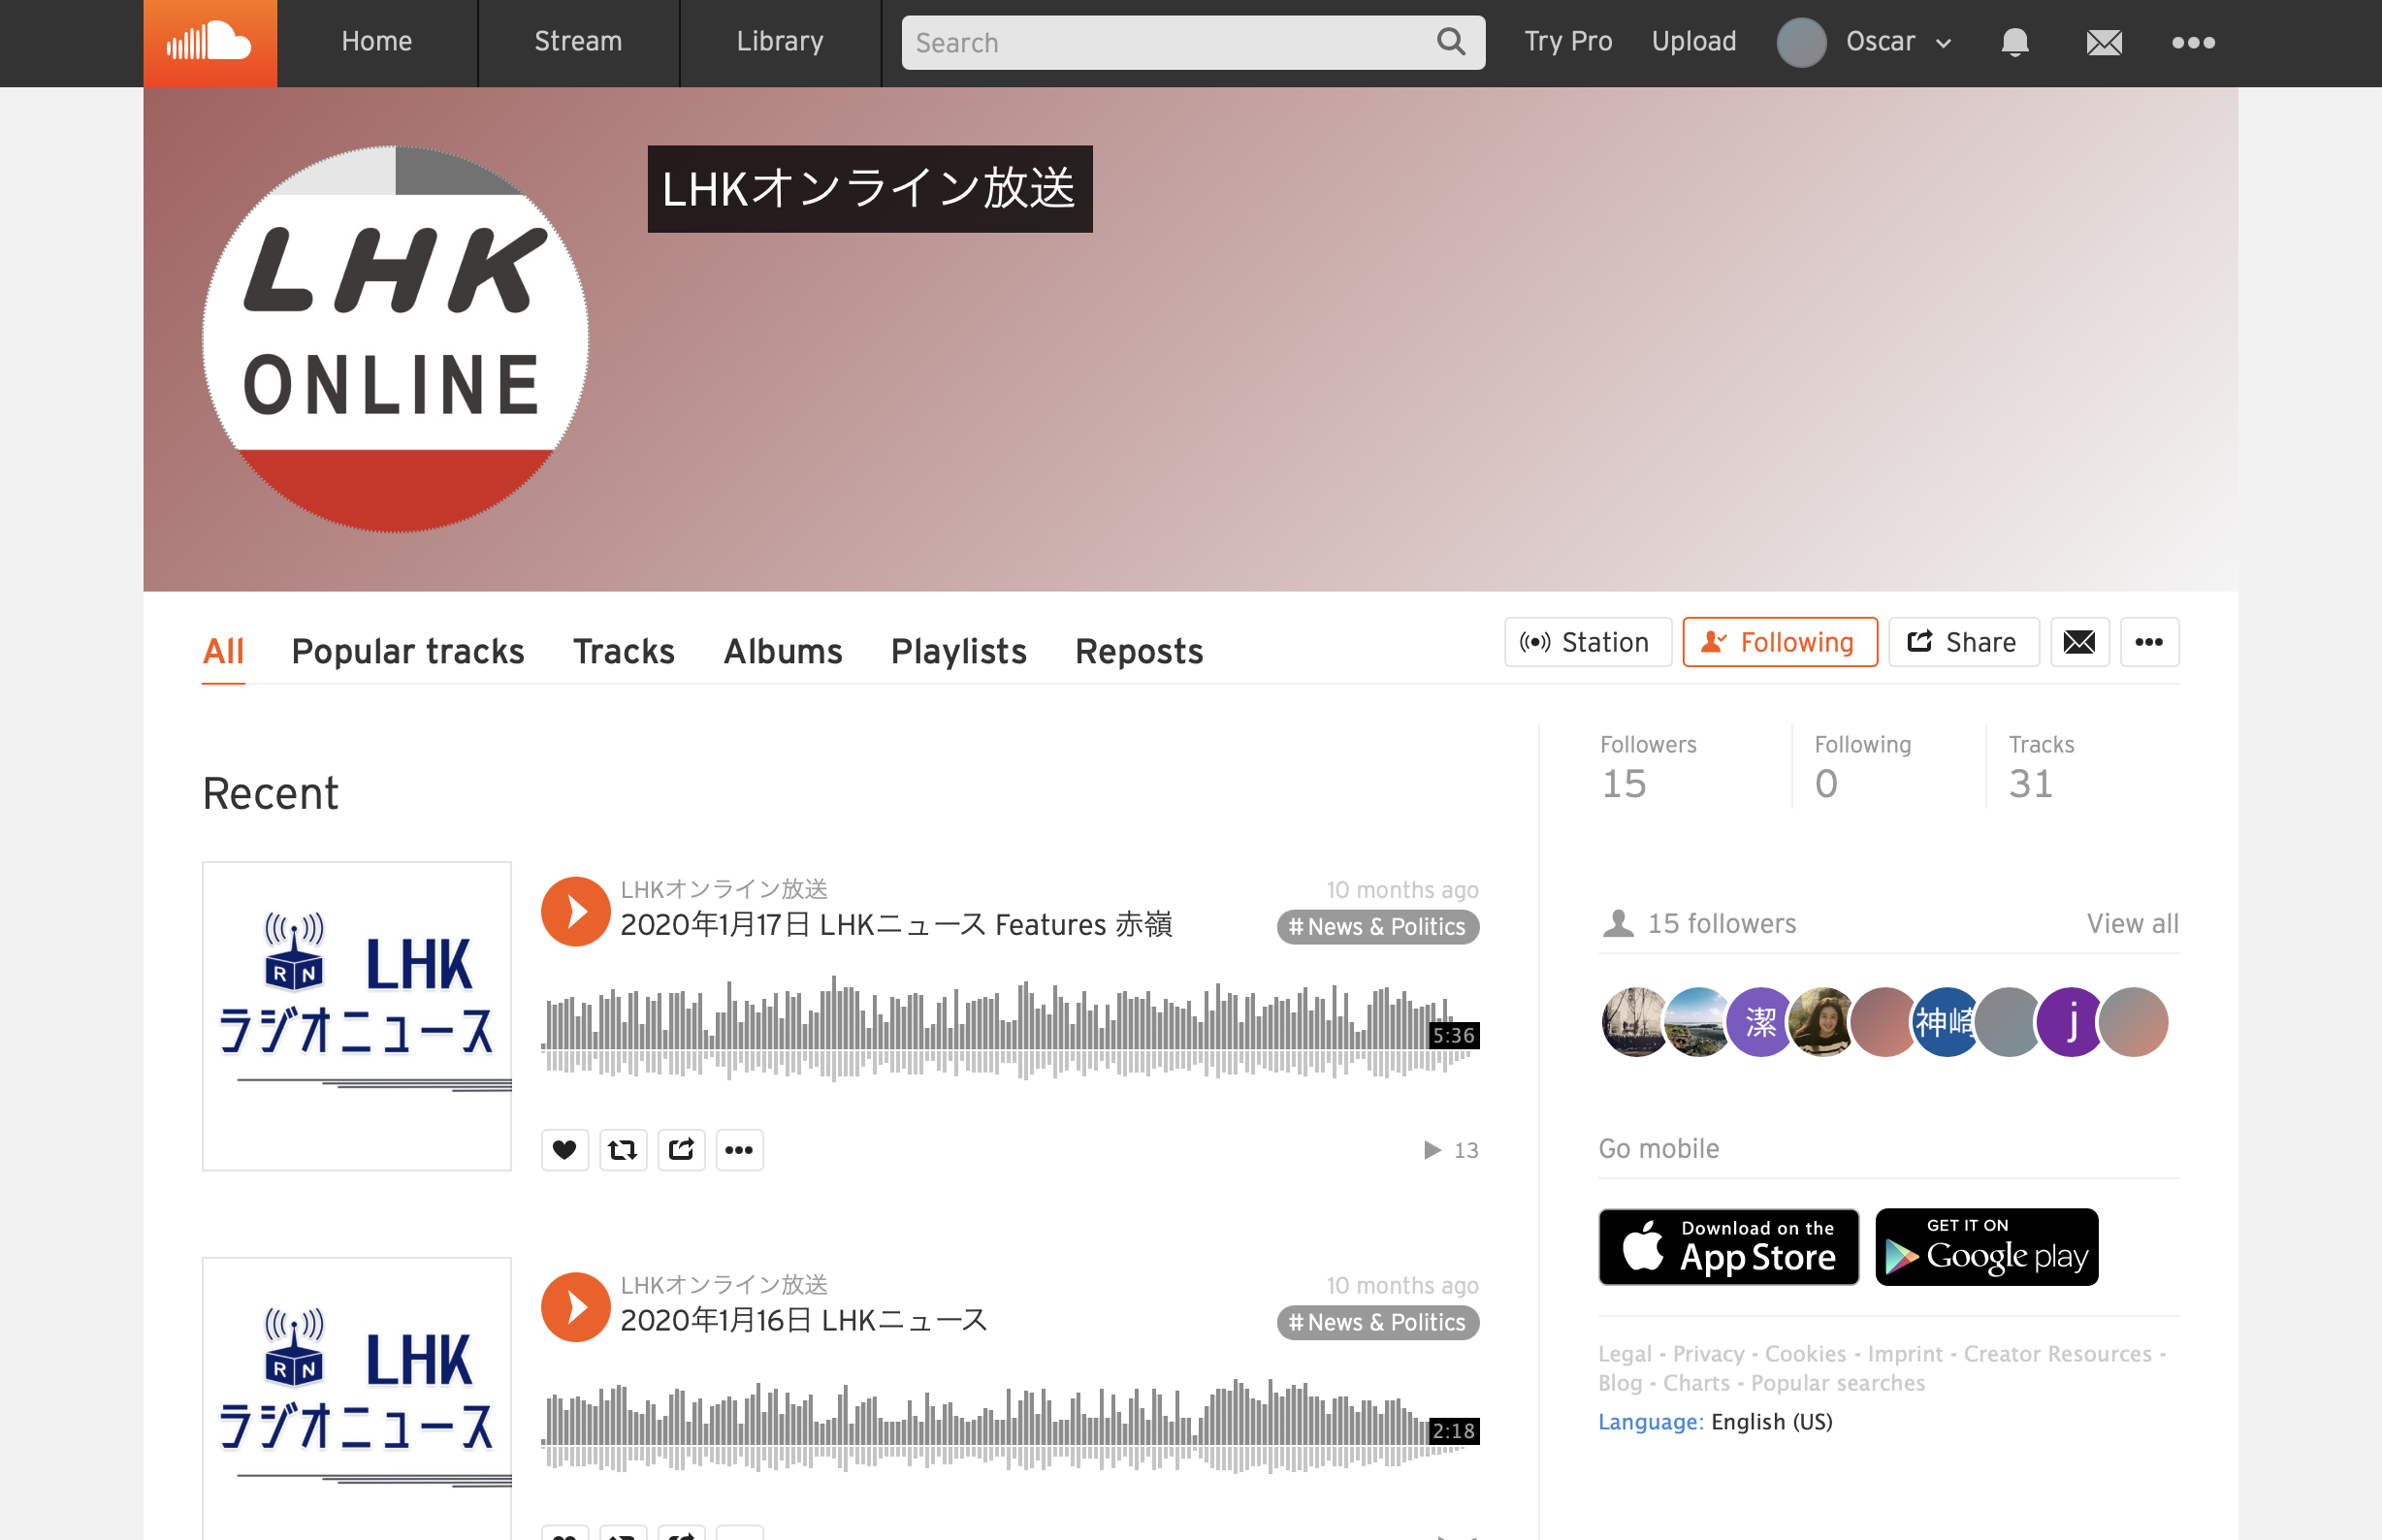 Home
Stream
Library
Search
Try Pro
Upload
Oscar
LHK
ONLINE
LHKオンライン放送
All
Popular tracks
Tracks
Albums
Playlists
Reposts
Station
Following
Share
Followers
15
Following
0
Tracks
31
Recent
RN LHK
ラジオニュース
LHKオンライン放送
10 months ago
2020年1月17日 LHKニュース Features 赤嶺
# News & Politics
5:36
13
15 followers
View all
潔
神崎
j
Go mobile
Download on the
App Store
GET IT ON
Google play
RN LHK
ラジオニュース
LHKオンライン放送
10 months ago
2020年1月16日 LHKニュース
# News & Politics
2:18
Legal - Privacy - Cookies - Imprint - Creator Resources -
Blog - Charts - Popular searches
Language: English (US)